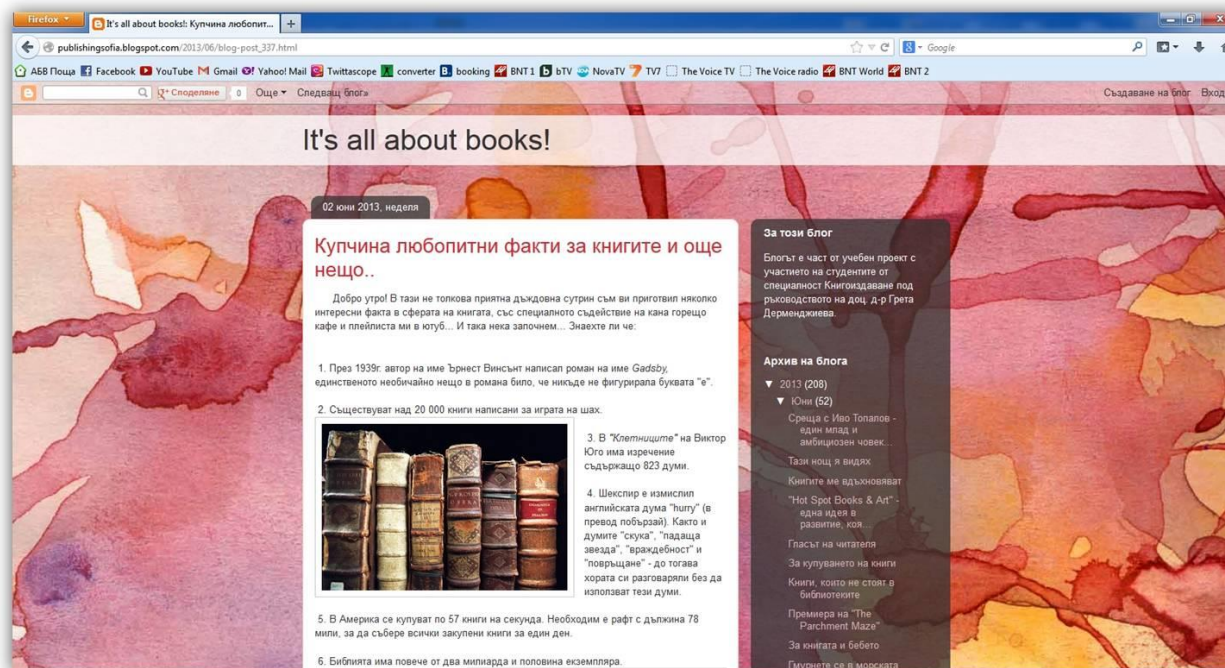 Firefox
It's all about books!: Купчина любопит...
publishingsofia.blogspot.com/2013/06/blog-post_337.html
Google
АБВ Поща Facebook YouTube Gmail Yahoo! Mail Twittascope converter booking BNT 1 bTV NovaTV TV7 The Voice TV The Voice radio BNT World BNT 2
Споделяне 0 Още Следващ блог» Създаване на блог Вход
It's all about books!
02 юни 2013, неделя
Купчина любопитни факти за книгите и още
нещо..
Добро утро! В тази не толкова приятна дъждовна сутрин съм ви приготвил няколко
интересни факта в сферата на книгата, със специалното съдействие на кана горещо
кафе и плейлиста ми в ютуб... И така нека започнем... Знаехте ли че:
1. През 1939г. автор на име Ърнест Винсънт написал роман на име Gadsby,
единственото необичайно нещо в романа било, че никъде не фигурирала буквата "е".
2. Съществуват над 20 000 книги написани за играта на шах.
3. В "Клетниците" на Виктор
Юго има изречение
съдържащо 823 думи.
4. Шекспир е измислил
английската дума "hurry" (в
превод побързай). Както и
думите "скука", "падаща
звезда", "враждебност" и
"повръщане" - до тогава
хората си разговаряли без да
използват тези думи.
5. В Америка се купуват по 57 книги на секунда. Необходим е рафт с дължина 78
мили, за да събере всички закупени книги за един ден.
6. Библията има повече от два милиарда и половина екземпляра.
За този блог
Блогът е част от учебен проект с
участието на студентите от
специалност Книгоиздаване под
ръководството на доц. д-р Грета
Дерменджиева.
Архив на блога
▼ 2013 (208)
▼ Юни (52)
Среща с Иво Топалов -
един млад и
амбициозен човек...
Тази нощ я видях
Книгите ме вдъхновяват
"Hot Spot Books & Art" -
една идея в
развитие, коя...
Гласът на читателя
За купуването на книги
Книги, които не стоят в
библиотеките
Премиера на "The
Parchment Maze"
За книгата и бебето
Гмурнете се в морската